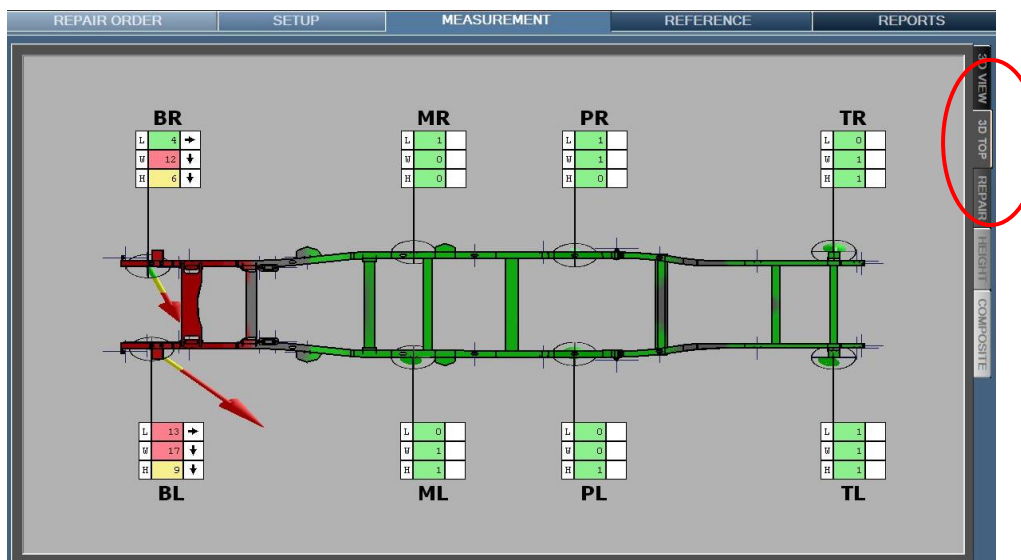 REPAIR ORDER SETUP MEASUREMENT REFERENCE REPORTS
3D VIEW
3D TOP
REPAIR
HEIGHT
COMPOSITE
BR MR PR TR
L 4 L 1 L 1 L 0
W 12 W 0 W 1 W 1
H 6 H 0 H 0 H 1
L 13 L 0 L 0 L 1
W 17 W 1 W 0 W 1
H 9 H 1 H 1 H 1
BL ML PL TL